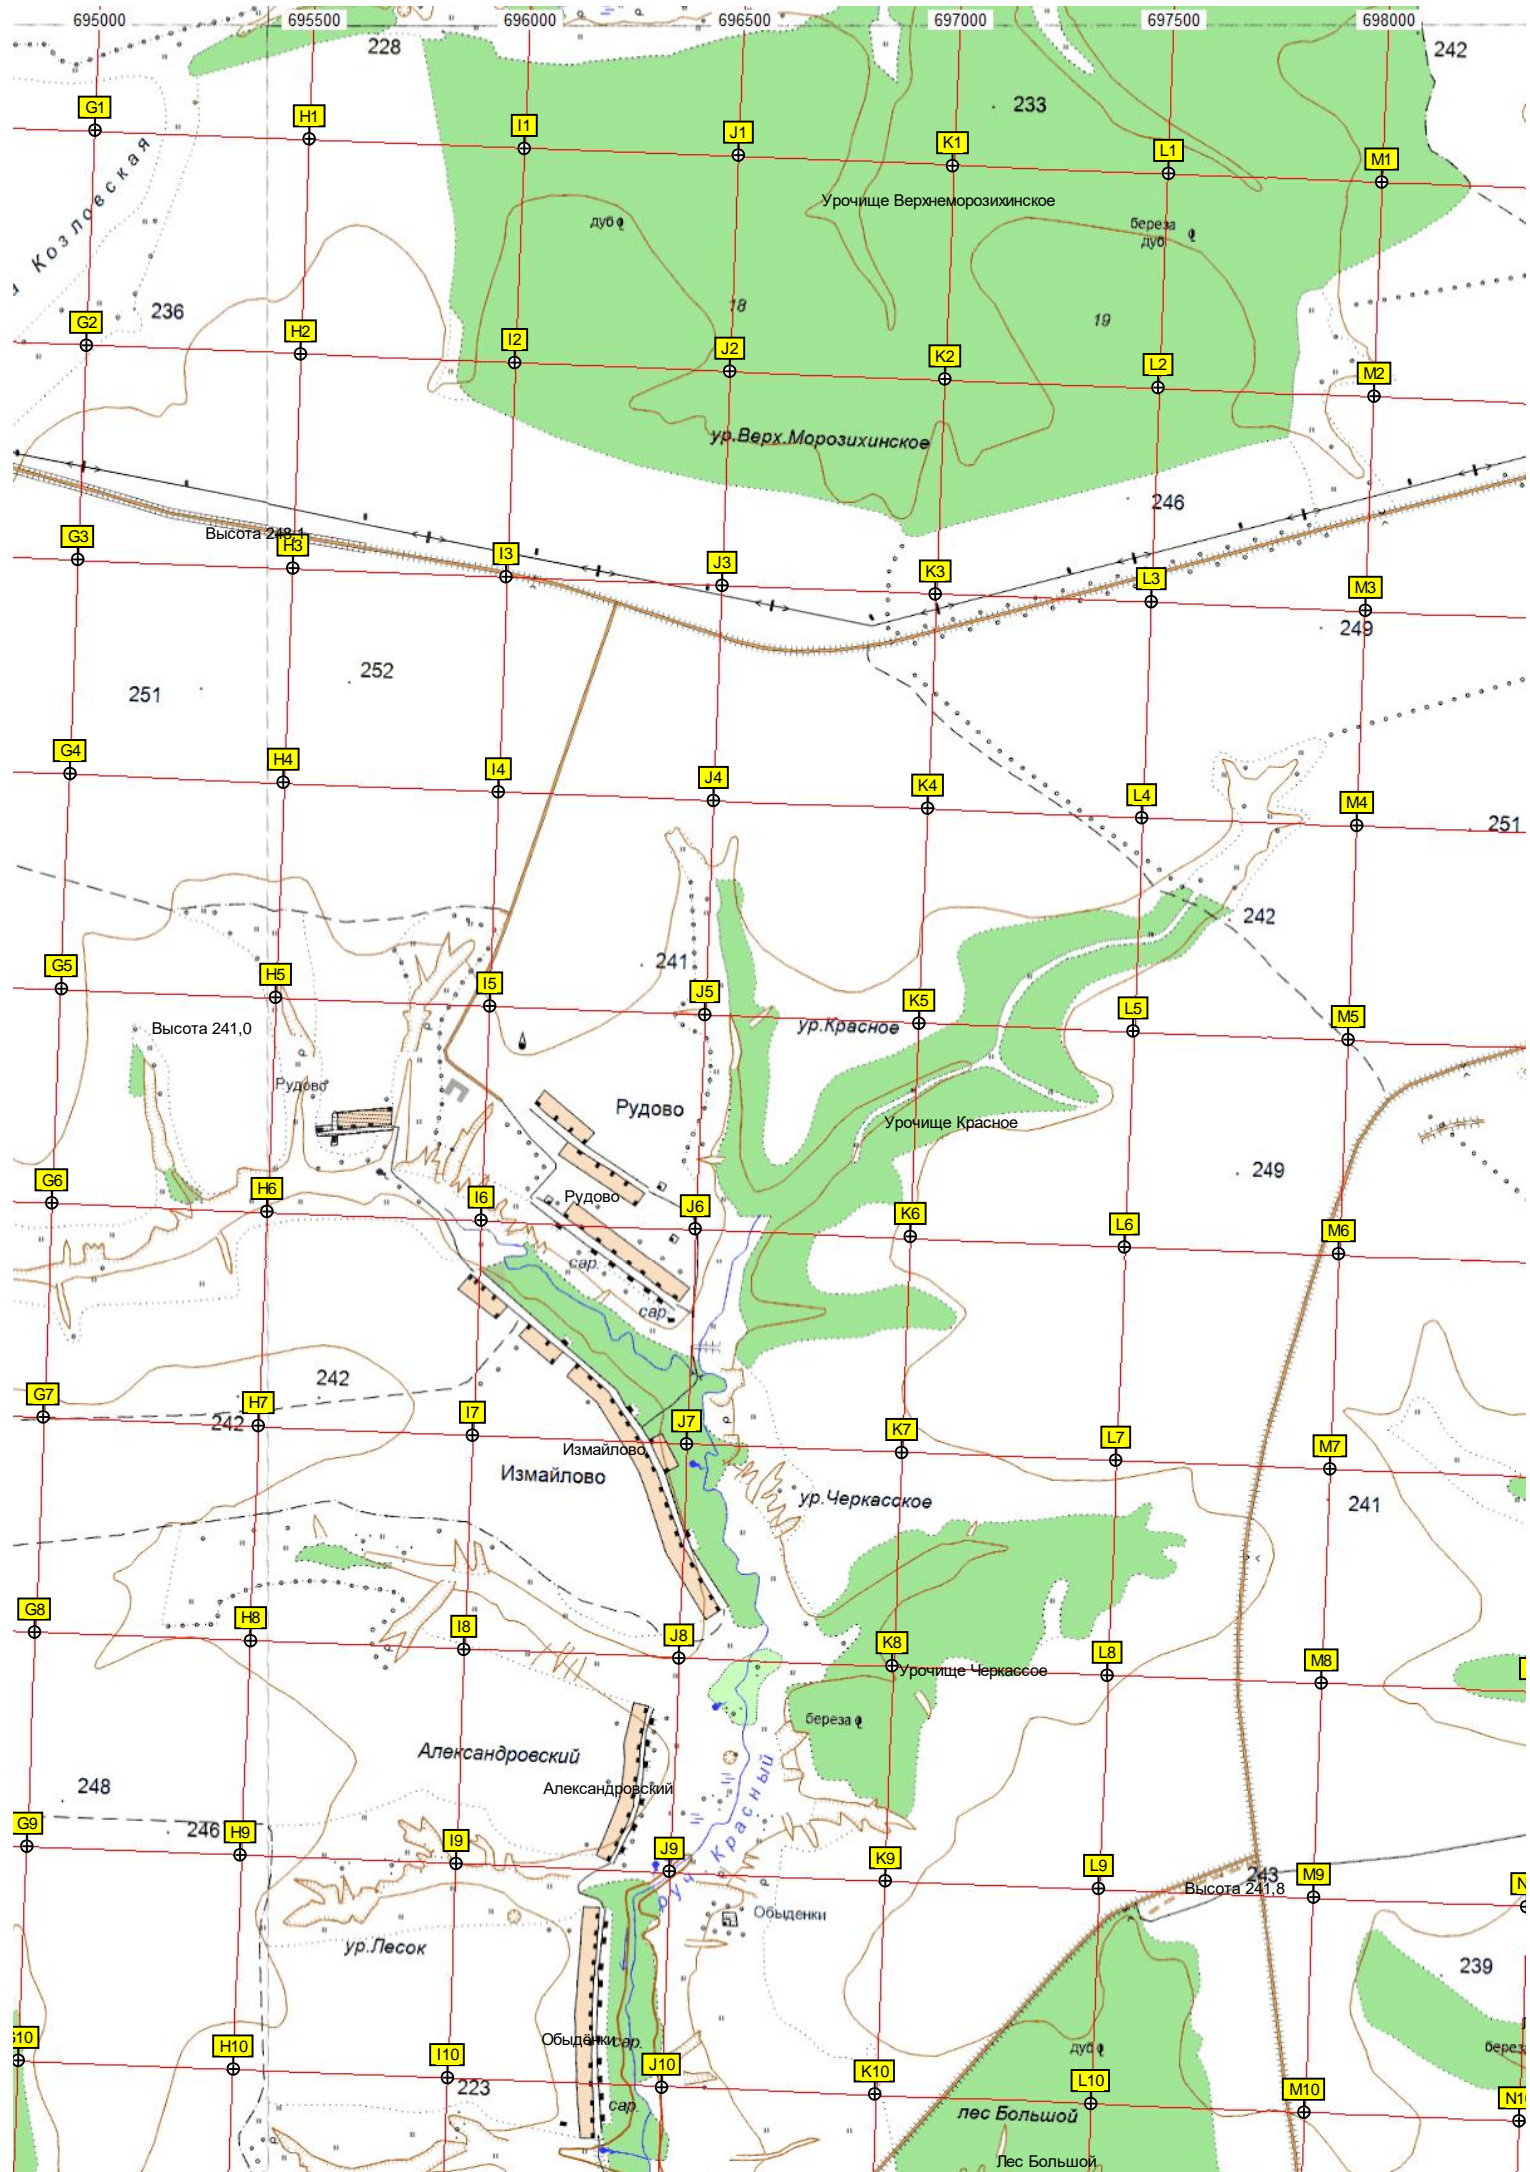 695000 695500 696000 696500 697000 697500 698000
228
242
233
G1 H1 I1 J1 K1 L1 M1
Козловская
Урочище Верхнеморозихинское
дуб
береза
дуб
236
18
19
G2 H2 I2 J2 K2 L2 M2
ур.Верх.Морозихинское
246
Высота 248,1
G3 H3 I3 J3 K3 L3 M3
249
252
251
G4 H4 I4 J4 K4 L4 M4
251
242
241
G5 H5 I5 J5 K5 L5 M5
Высота 241,0
ур.Красное
Рудово
Рудово
Урочище Красное
249
Рудово
G6 H6 I6 J6 K6 L6 M6
сар.
сар.
242
G7 H7 I7 J7 K7 L7 M7
242
Измайлово
Измайлово
ур.Черкасское
241
G8 H8 I8 J8 K8 L8 M8
Урочище Черкассое
береза
Александровский
Александровский
248
246
руч. Красный
G9 H9 I9 J9 K9 L9 M9
243
Высота 241,8
Обыденки
ур.Лесок
239
Обыдёнки
сар.
дуб
H10 I10 J10 K10 L10 M10
223
сар.
лес Большой
Лес Большой